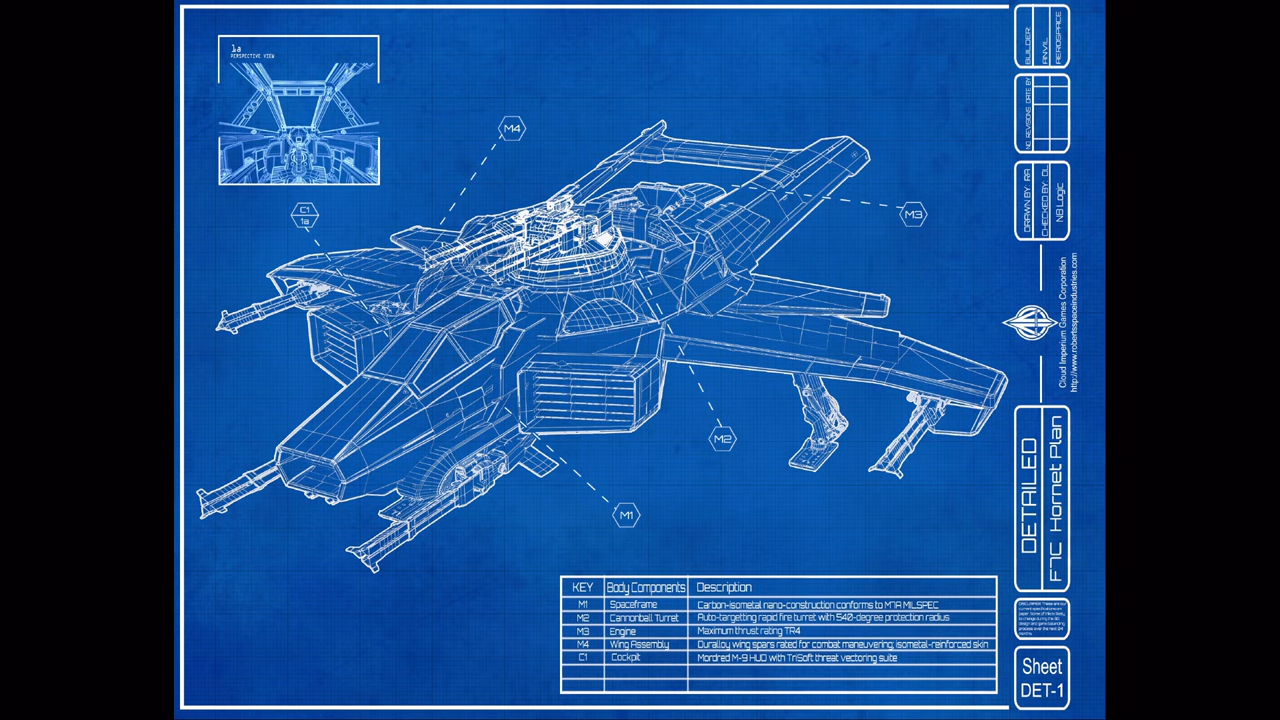 1a
PERSPECTIVE VIEW
M4
C1
1a
M3
M2
M1
KEY Body Components Description
M1 Spaceframe Carbon-isometal nano-construction conforms to M7A MILSPEC
M2 Cannonball Turret Auto-targetting rapid fire turret with 540-degree protection radius
M3 Engine Maximum thrust rating TR4
M4 Wing Assembly Duralloy wing spars rated for combat maneuvering; isometal-reinforced skin
C1 Cockpit Mordred M-9 HUD with TriSoft threat vectoring suite
BUILDER:
ANVIL
AEROSPACE
NO. REVISIONS DATE BY
DRAWN BY: RA
CHECKED BY: DL
N8 Logic
Cloud Imperium Games Corporation
http://www.robertsspaceindustries.com
DETAILED
F7C Hornet Plan
Sheet
DET-1